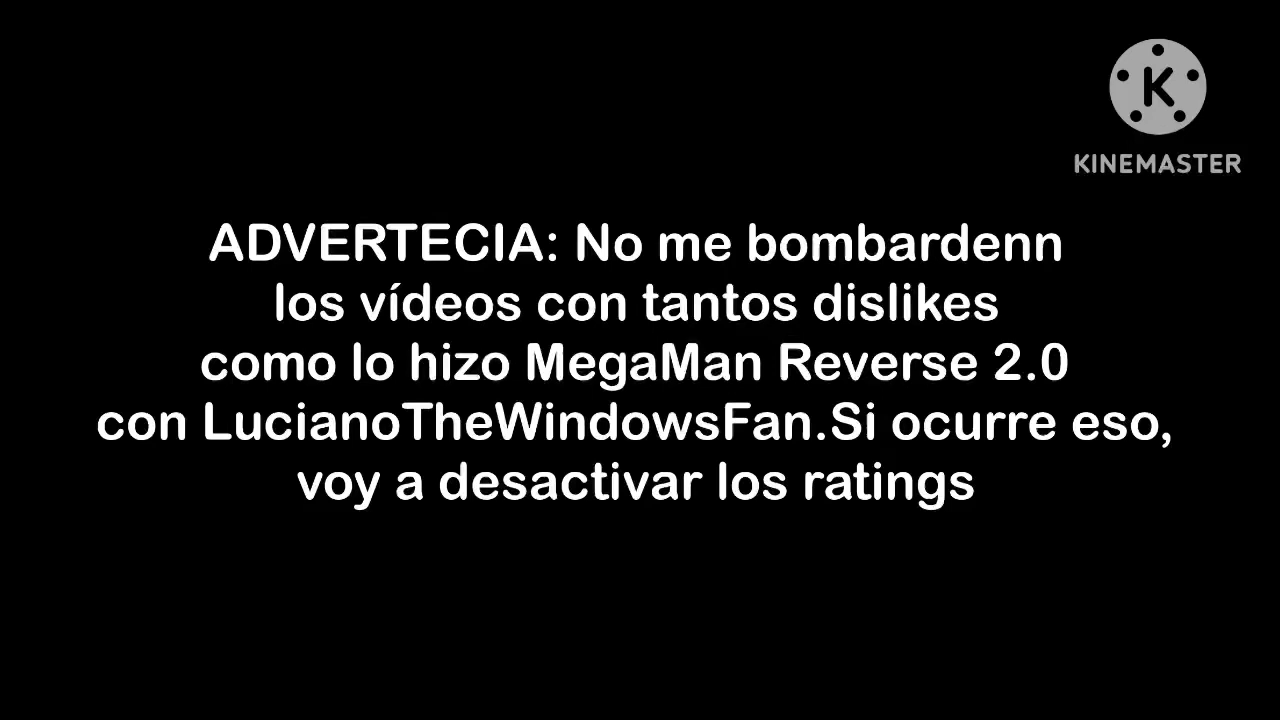 K
KINEMASTER
ADVERTECIA: No me bombardenn
los vídeos con tantos dislikes
como lo hizo MegaMan Reverse 2.0
con LucianoTheWindowsFan.Si ocurre eso,
voy a desactivar los ratings